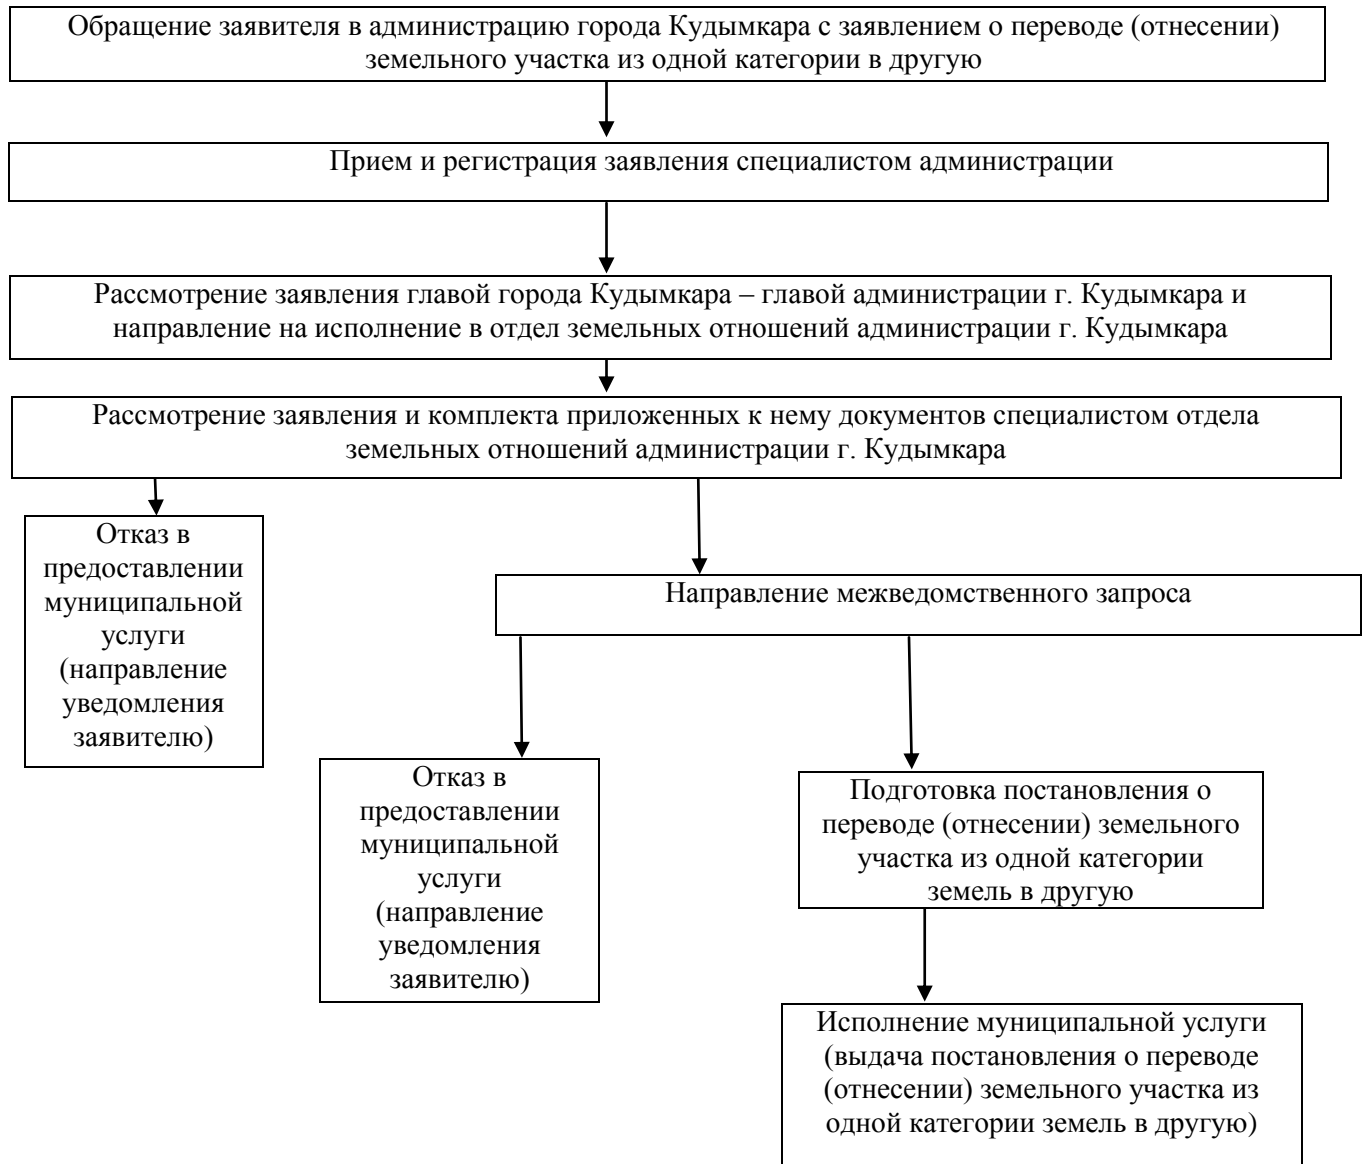 Обращение заявителя в администрацию города Кудымкара с заявлением о переводе (отнесении)
земельного участка из одной категории в другую
Прием и регистрация заявления специалистом администрации
Рассмотрение заявления главой города Кудымкара – главой администрации г. Кудымкара и
направление на исполнение в отдел земельных отношений администрации г. Кудымкара
Рассмотрение заявления и комплекта приложенных к нему документов специалистом отдела
земельных отношений администрации г. Кудымкара
Отказ в
предоставлении
муниципальной
услуги
(направление
уведомления
заявителю)
Направление межведомственного запроса
Отказ в
предоставлении
муниципальной
услуги
(направление
уведомления
заявителю)
Подготовка постановления о
переводе (отнесении) земельного
участка из одной категории
земель в другую
Исполнение муниципальной услуги
(выдача постановления о переводе
(отнесении) земельного участка из
одной категории земель в другую)